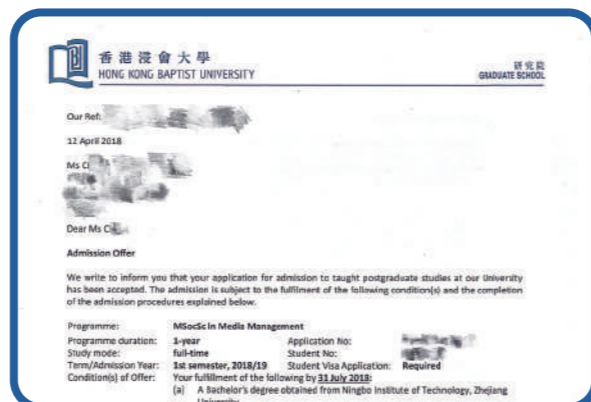 香港浸會大學
HONG KONG BAPTIST UNIVERSITY
研究院
GRADUATE SCHOOL
Our Ref:
12 April 2018
Ms
Dear Ms
Admission Offer
We write to inform you that your application for admission to taught postgraduate studies at our University
has been accepted. The admission is subject to the fulfilment of the following condition(s) and the completion
of the admission procedures explained below.
Programme: MSocSc in Media Management
Programme duration: 1-year Application No:
Study mode: full-time Student No:
Term/Admission Year: 1st semester, 2018/19 Student Visa Application: Required
Condition(s) of Offer: Your fulfillment of the following by 31 July 2018:
(a) A Bachelor's degree obtained from Ningbo Institute of Technology, Zhejiang
University